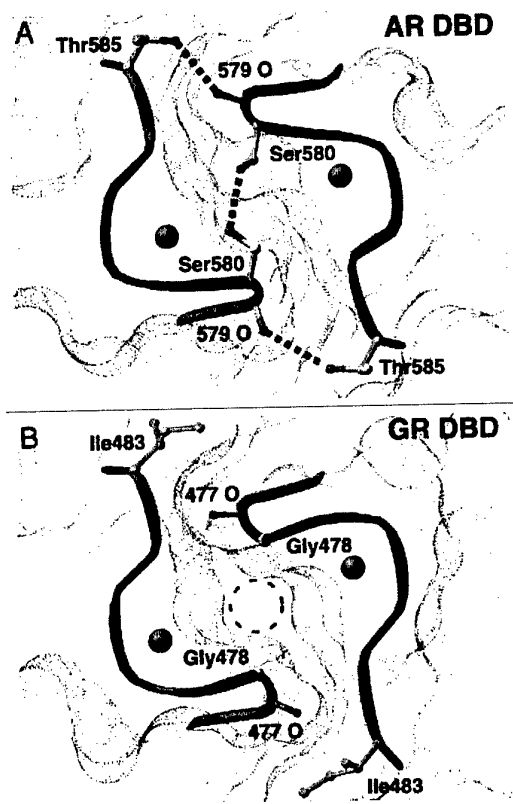 A
AR DBD
Thr585
579 O
Ser580
Ser580
579 O
Thr585
B
GR DBD
Ile483
477 O
Gly478
Gly478
477 O
Ile483